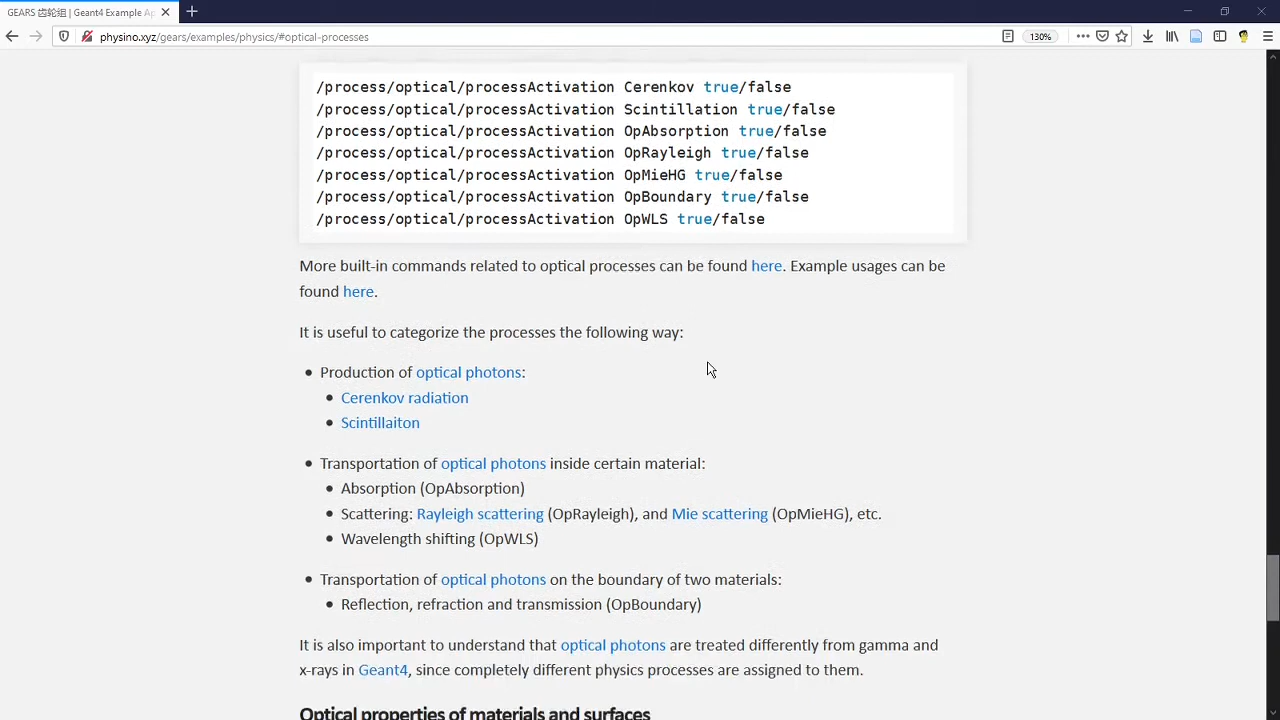 GEARS 齿轮组 | Geant4 Example Ap
physino.xyz/gears/examples/physics/#optical-processes
130%
/process/optical/processActivation Cerenkov true/false
/process/optical/processActivation Scintillation true/false
/process/optical/processActivation OpAbsorption true/false
/process/optical/processActivation OpRayleigh true/false
/process/optical/processActivation OpMieHG true/false
/process/optical/processActivation OpBoundary true/false
/process/optical/processActivation OpWLS true/false
More built-in commands related to optical processes can be found here. Example usages can be
found here.
It is useful to categorize the processes the following way:
• Production of optical photons:
• Cerenkov radiation
• Scintillaiton
• Transportation of optical photons inside certain material:
• Absorption (OpAbsorption)
• Scattering: Rayleigh scattering (OpRayleigh), and Mie scattering (OpMieHG), etc.
• Wavelength shifting (OpWLS)
• Transportation of optical photons on the boundary of two materials:
• Reflection, refraction and transmission (OpBoundary)
It is also important to understand that optical photons are treated differently from gamma and
x-rays in Geant4, since completely different physics processes are assigned to them.
Optical properties of materials and surfaces